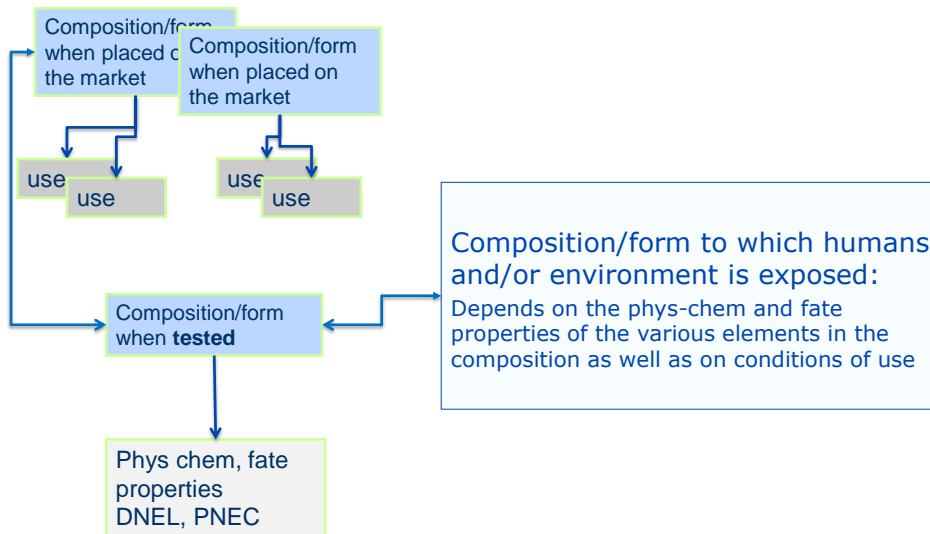 Composition/form
when placed on
the market
Composition/form
when placed on
the market
use
use
use
use
Composition/form to which humans
and/or environment is exposed:
Depends on the phys-chem and fate
properties of the various elements in the
composition as well as on conditions of use
Composition/form
when tested
Phys chem, fate
properties
DNEL, PNEC